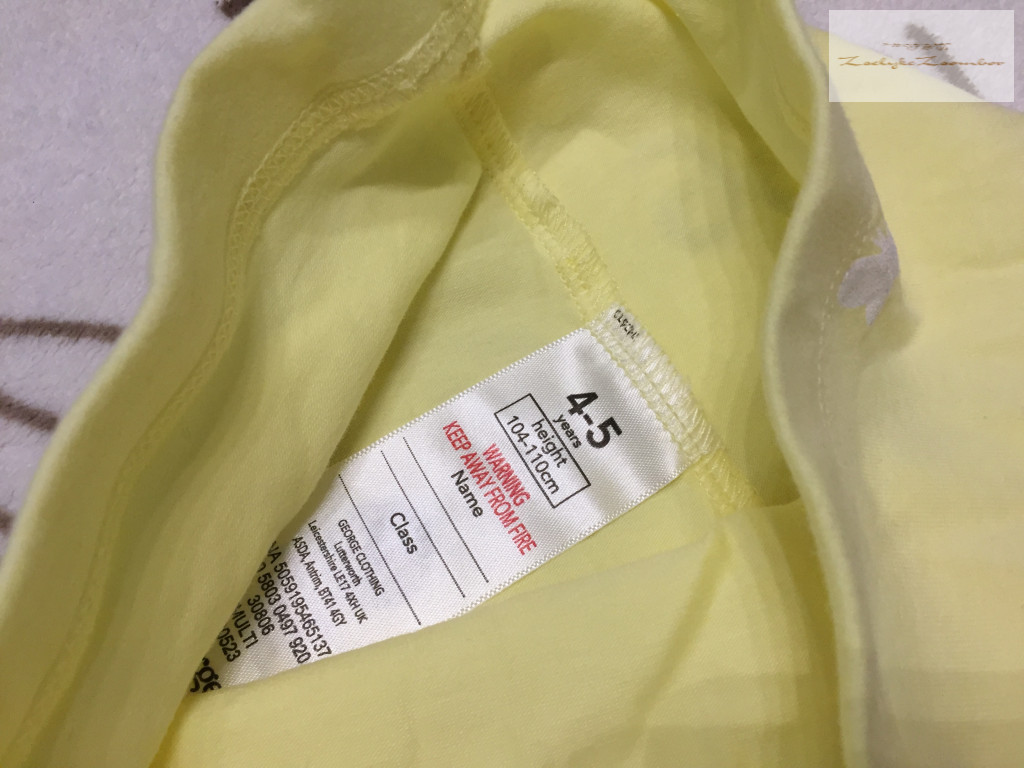 4-5
years
height
104-110cm
WARNING
KEEP AWAY FROM FIRE
Name
Class
GEORGE CLOTHING
Lutterworth
Leicestershire LE17 4XH UK
ASDA, Antrim, BT41 4GY
5059195465137
5803 0497 920
30806
MULTI
0523